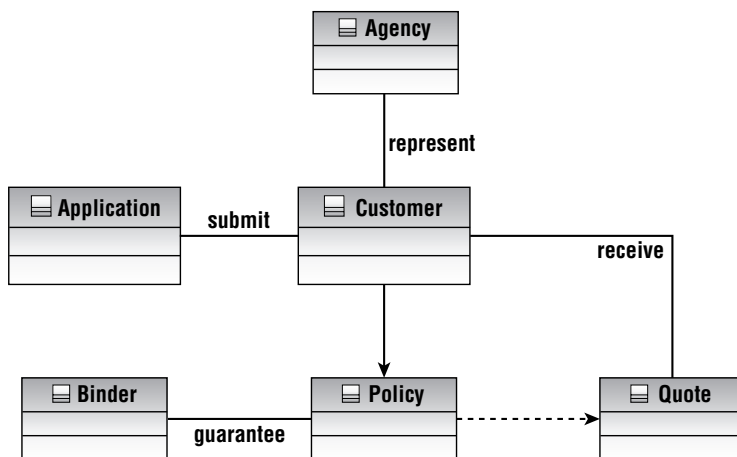 Agency
represent
Application
submit
Customer
receive
Binder
guarantee
Policy
Quote